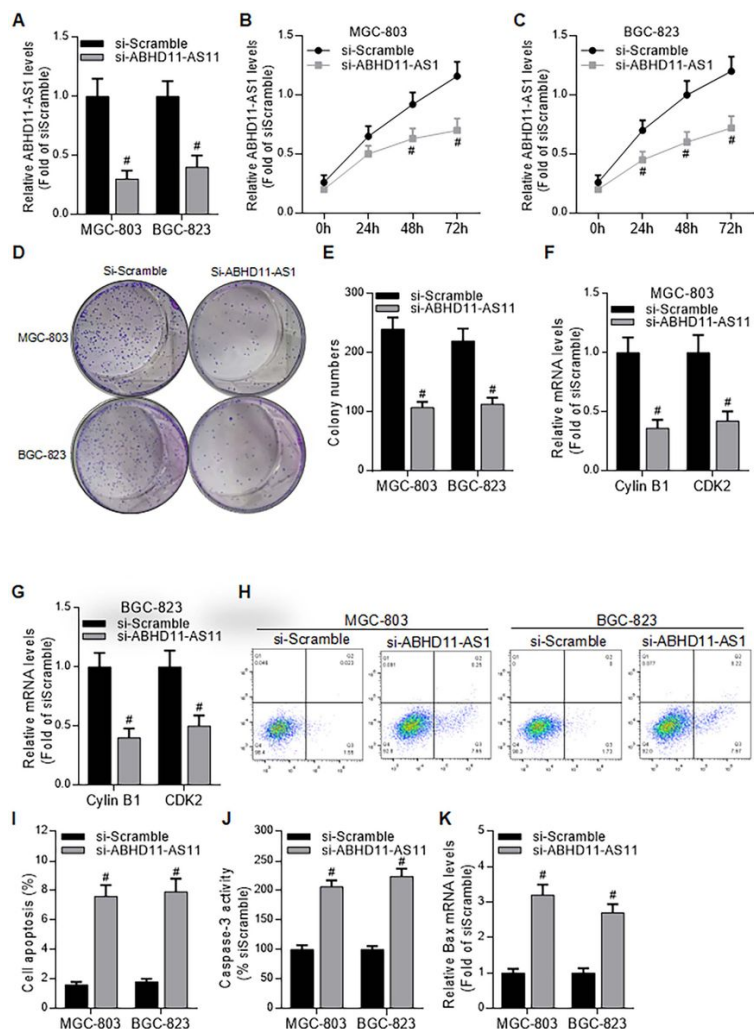 A
Relative ABHD11-AS1 levels
(Fold of siScramble)
1.5
1.0
0.5
0.0
si-Scramble
si-ABHD11-AS11
#
#
MGC-803 BGC-823
B
MGC-803
Relative ABHD11-AS1 levels
(Fold of siScramble)
1.5
1.0
0.5
0.0
si-Scramble
si-ABHD11-AS1
#
#
0h 24h 48h 72h
C
BGC-823
Relative ABHD11-AS1 levels
(Fold of siScramble)
1.5
1.0
0.5
0.0
si-Scramble
si-ABHD11-AS1
#
#
#
0h 24h 48h 72h
D
Si-Scramble Si-ABHD11-AS1
MGC-803
BGC-823
E
Colony numbers
300
240
180
100
60
0
si-Scramble
si-ABHD11-AS11
#
#
MGC-803 BGC-823
F
MGC-803
Relative mRNA levels
(Fold of siScramble)
1.5
1.0
0.5
0.0
si-Scramble
si-ABHD11-AS11
#
#
Cylin B1 CDK2
G
BGC-823
Relative mRNA levels
(Fold of siScramble)
1.5
1.0
0.5
0.0
si-Scramble
si-ABHD11-AS11
#
#
Cylin B1 CDK2
H
MGC-803 BGC-823
si-Scramble si-ABHD11-AS1 si-Scramble si-ABHD11-AS1
Q1 Q2
Q4 Q3
I
Cell apoptosis (%)
12
10
8
6
4
2
0
si-Scramble
si-ABHD11-AS11
#
#
MGC-803 BGC-823
J
Caspase-3 activity
(% siScramble)
300
250
200
150
100
50
0
si-Scramble
si-ABHD11-AS11
#
#
MGC-803 BGC-823
K
Relative Bax mRNA levels
(Fold of siScramble)
5
4
3
2
1
0
si-Scramble
si-ABHD11-AS11
#
#
MGC-803 BGC-823